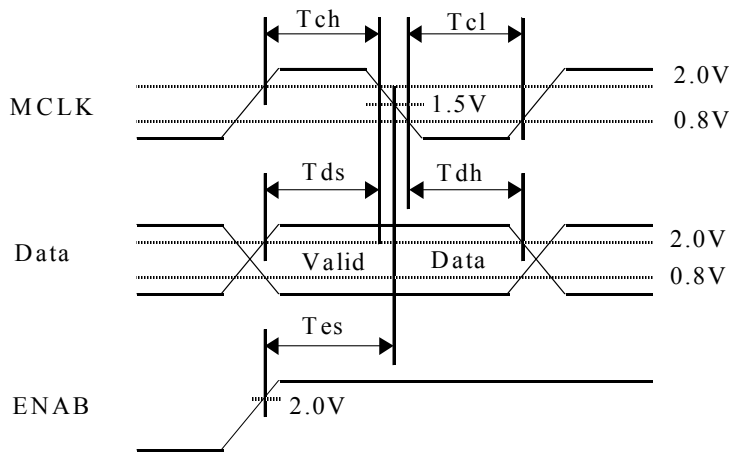 Tch Tcl
2.0V
MCLK 1.5V
0.8V
Tds Tdh
2.0V
Data Valid Data
0.8V
Tes
ENAB 2.0V